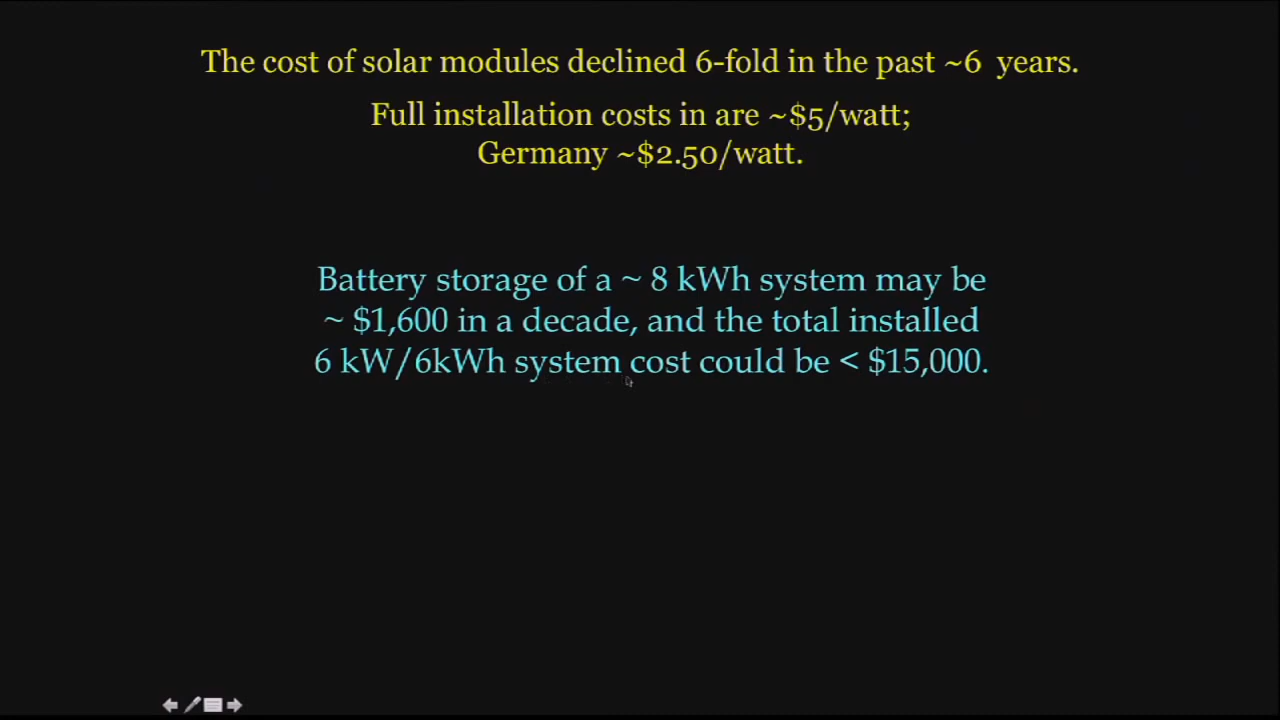 The cost of solar modules declined 6-fold in the past ~6 years.
Full installation costs in are ~$5/watt;
Germany ~$2.50/watt.
Battery storage of a ~ 8 kWh system may be
~ $1,600 in a decade, and the total installed
6 kW/6kWh system cost could be < $15,000.